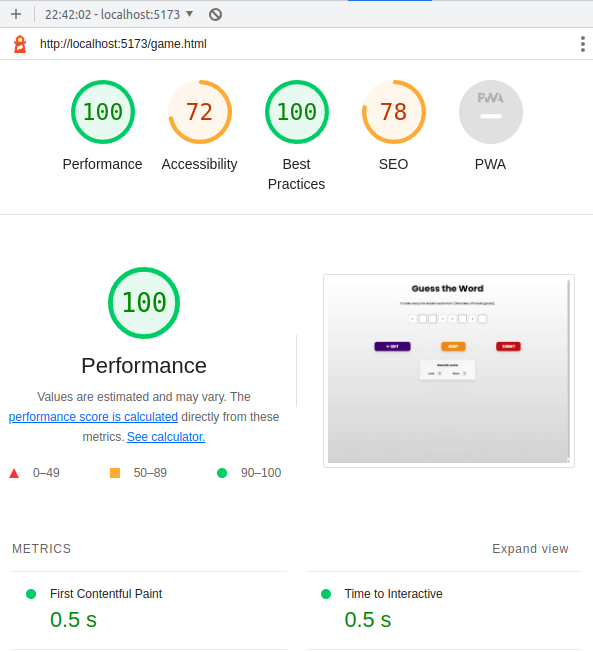 22:42:02 - localhost:5173
http://localhost:5173/game.html
100
72
100
78
PWA
Performance
Accessibility
Best
Practices
SEO
PWA
100
Performance
Values are estimated and may vary. The
performance score is calculated directly from these
metrics. See calculator.
0–49
50–89
90–100
Guess the Word
METRICS
Expand view
First Contentful Paint
0.5 s
Time to Interactive
0.5 s